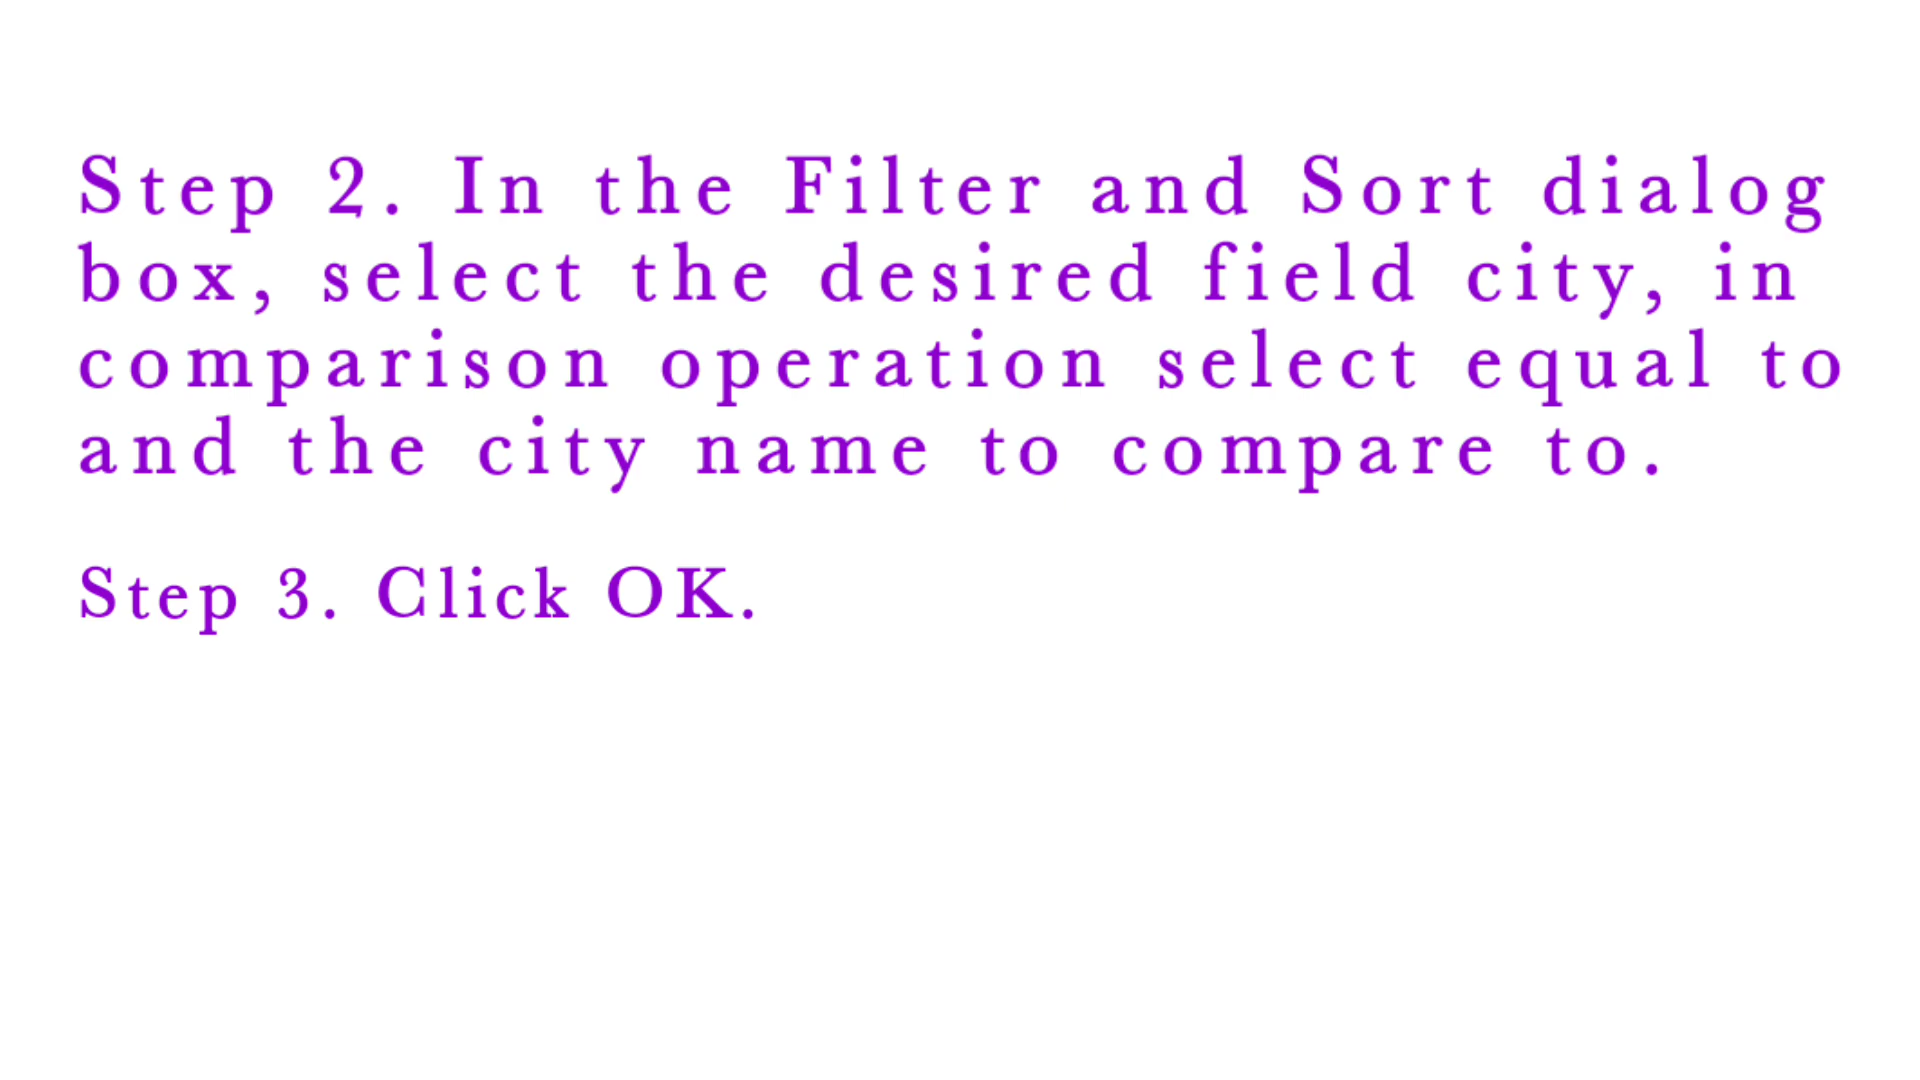 Step 2. In the Filter and Sort dialog
box, select the desired field city, in
comparison operation select equal to
and the city name to compare to.
Step 3. Click OK.